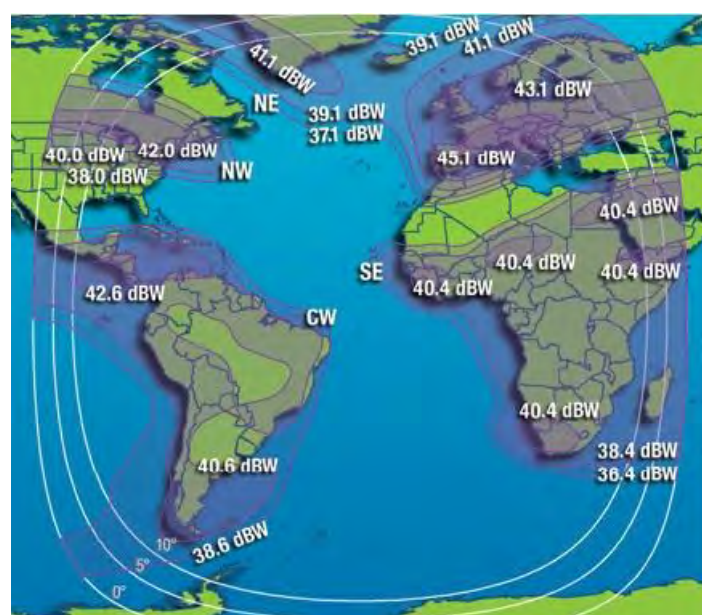 39.1 dBW
41.1 dBW
41.1 dBW
43.1 dBW
NE
39.1 dBW
37.1 dBW
40.0 dBW
42.0 dBW
38.0 dBW
NW
45.1 dBW
40.4 dBW
SE
40.4 dBW
40.4 dBW
40.4 dBW
42.6 dBW
CW
40.4 dBW
40.6 dBW
38.4 dBW
36.4 dBW
38.6 dBW
10°
5°
0°